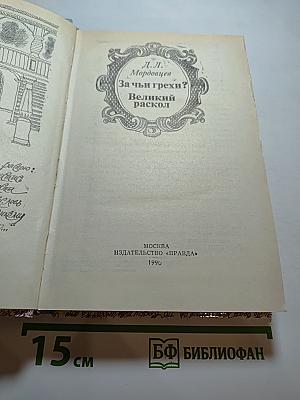 Д. Л.
Мордовцев
За чьи грехи?
Великий
раскол
МОСКВА
ИЗДАТЕЛЬСТВО «ПРАВДА»
1990
15 см
БФ БИБЛИОФАН